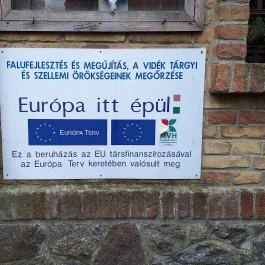 FALUFEJLESZTÉS ÉS MEGÚJÍTÁS, A VIDÉK TÁRGYI
ÉS SZELLEMI ÖRÖKSÉGEINEK MEGŐRZÉSE
Európa itt épül
EURÓPA TERV
MVH
Ez a beruházás az EU társfinanszírozásával
az Európa Terv keretében valósult meg